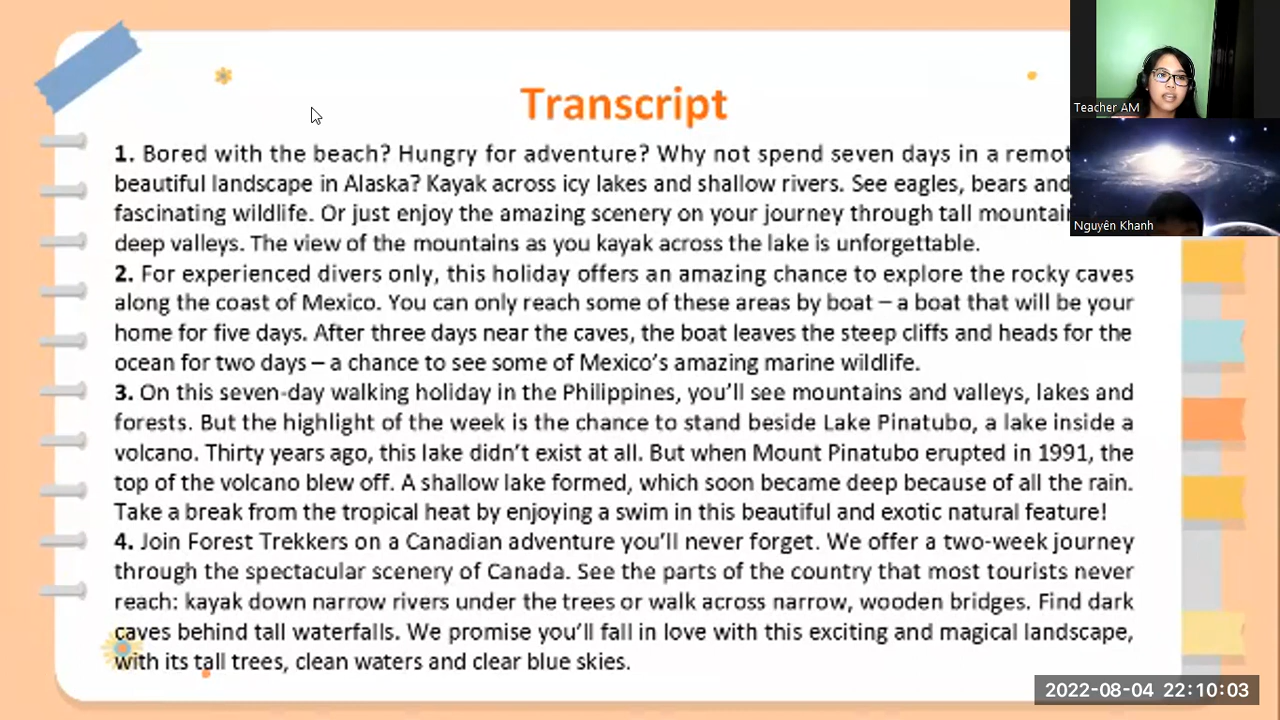 Transcript
1. Bored with the beach? Hungry for adventure? Why not spend seven days in a
beautiful landscape in Alaska? Kayak across icy lakes and shallow rivers. See eagles, bears and
fascinating wildlife. Or just enjoy the amazing scenery on your journey through tall
deep valleys. The view of the mountains as you kayak across the lake is unforgettable.
2. For experienced divers only, this holiday offers an amazing chance to explore the rocky caves
along the coast of Mexico. You can only reach some of these areas by boat – a boat that will be your
home for five days. After three days near the caves, the boat leaves the steep cliffs and heads for the
ocean for two days – a chance to see some of Mexico's amazing marine wildlife.
3. On this seven-day walking holiday in the Philippines, you'll see mountains and valleys, lakes and
forests. But the highlight of the week is the chance to stand beside Lake Pinatubo, a lake inside a
volcano. Thirty years ago, this lake didn't exist at all. But when Mount Pinatubo erupted in 1991, the
top of the volcano blew off. A shallow lake formed, which soon became deep because of all the rain.
Take a break from the tropical heat by enjoying a swim in this beautiful and exotic natural feature!
4. Join Forest Trekkers on a Canadian adventure you'll never forget. We offer a two-week journey
through the spectacular scenery of Canada. See the parts of the country that most tourists never
reach: kayak down narrow rivers under the trees or walk across narrow, wooden bridges. Find dark
caves behind tall waterfalls. We promise you'll fall in love with this exciting and magical landscape,
with its tall trees, clean waters and clear blue skies.
Teacher AM
Nguyên Khanh
2022-08-04 22:10:03